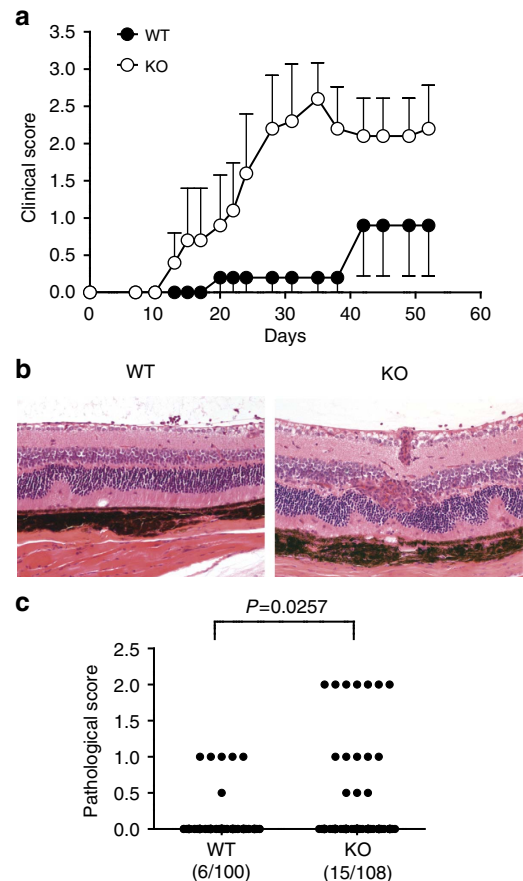 a
3.5
3.0
2.5
2.0
1.5
1.0
0.5
0.0
Clinical score
WT
KO
0 10 20 30 40 50 60
Days
b
WT KO
c
P=0.0257
2.5
2.0
1.5
1.0
0.5
0.0
Pathological score
WT KO
(6/100) (15/108)